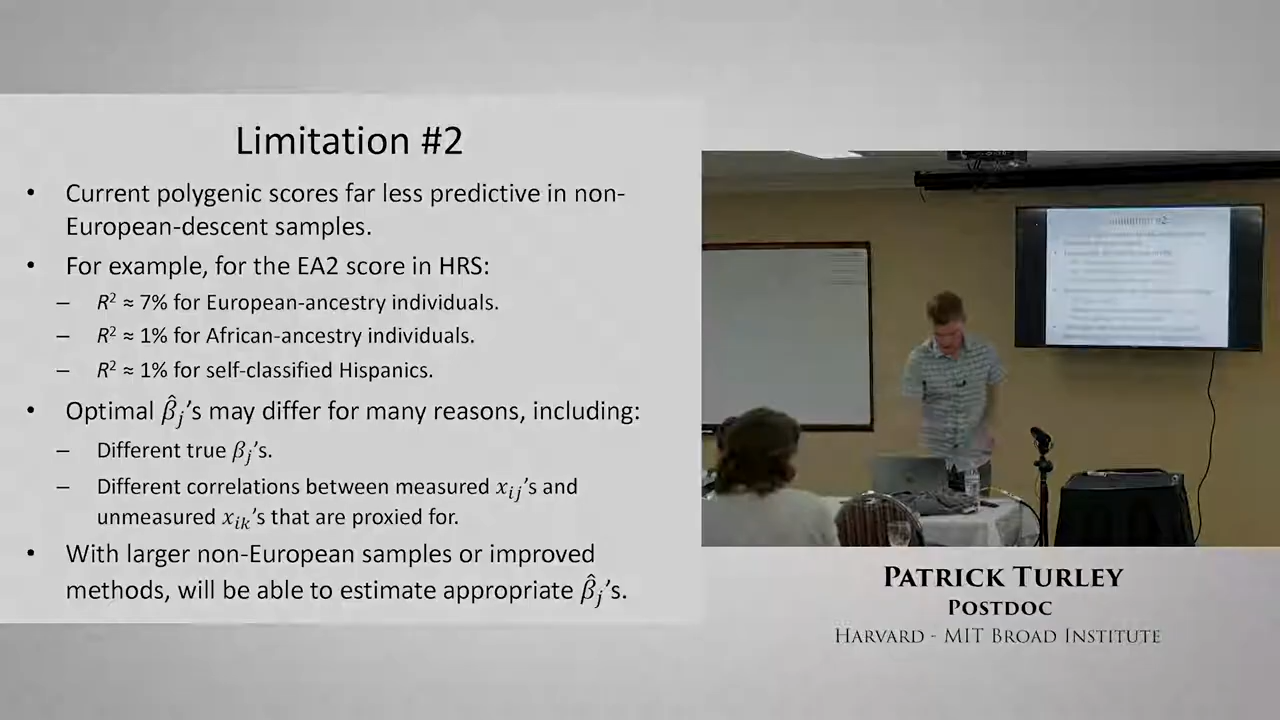 Limitation #2
• Current polygenic scores far less predictive in non-
European-descent samples.
• For example, for the EA2 score in HRS:
– R² ≈ 7% for European-ancestry individuals.
– R² ≈ 1% for African-ancestry individuals.
– R² ≈ 1% for self-classified Hispanics.
• Optimal β̂ⱼ's may differ for many reasons, including:
– Different true βⱼ's.
– Different correlations between measured xᵢⱼ's and
unmeasured xᵢₖ's that are proxied for.
• With larger non-European samples or improved
methods, will be able to estimate appropriate β̂ⱼ's.
Limitation #2
PATRICK TURLEY
POSTDOC
HARVARD - MIT BROAD INSTITUTE